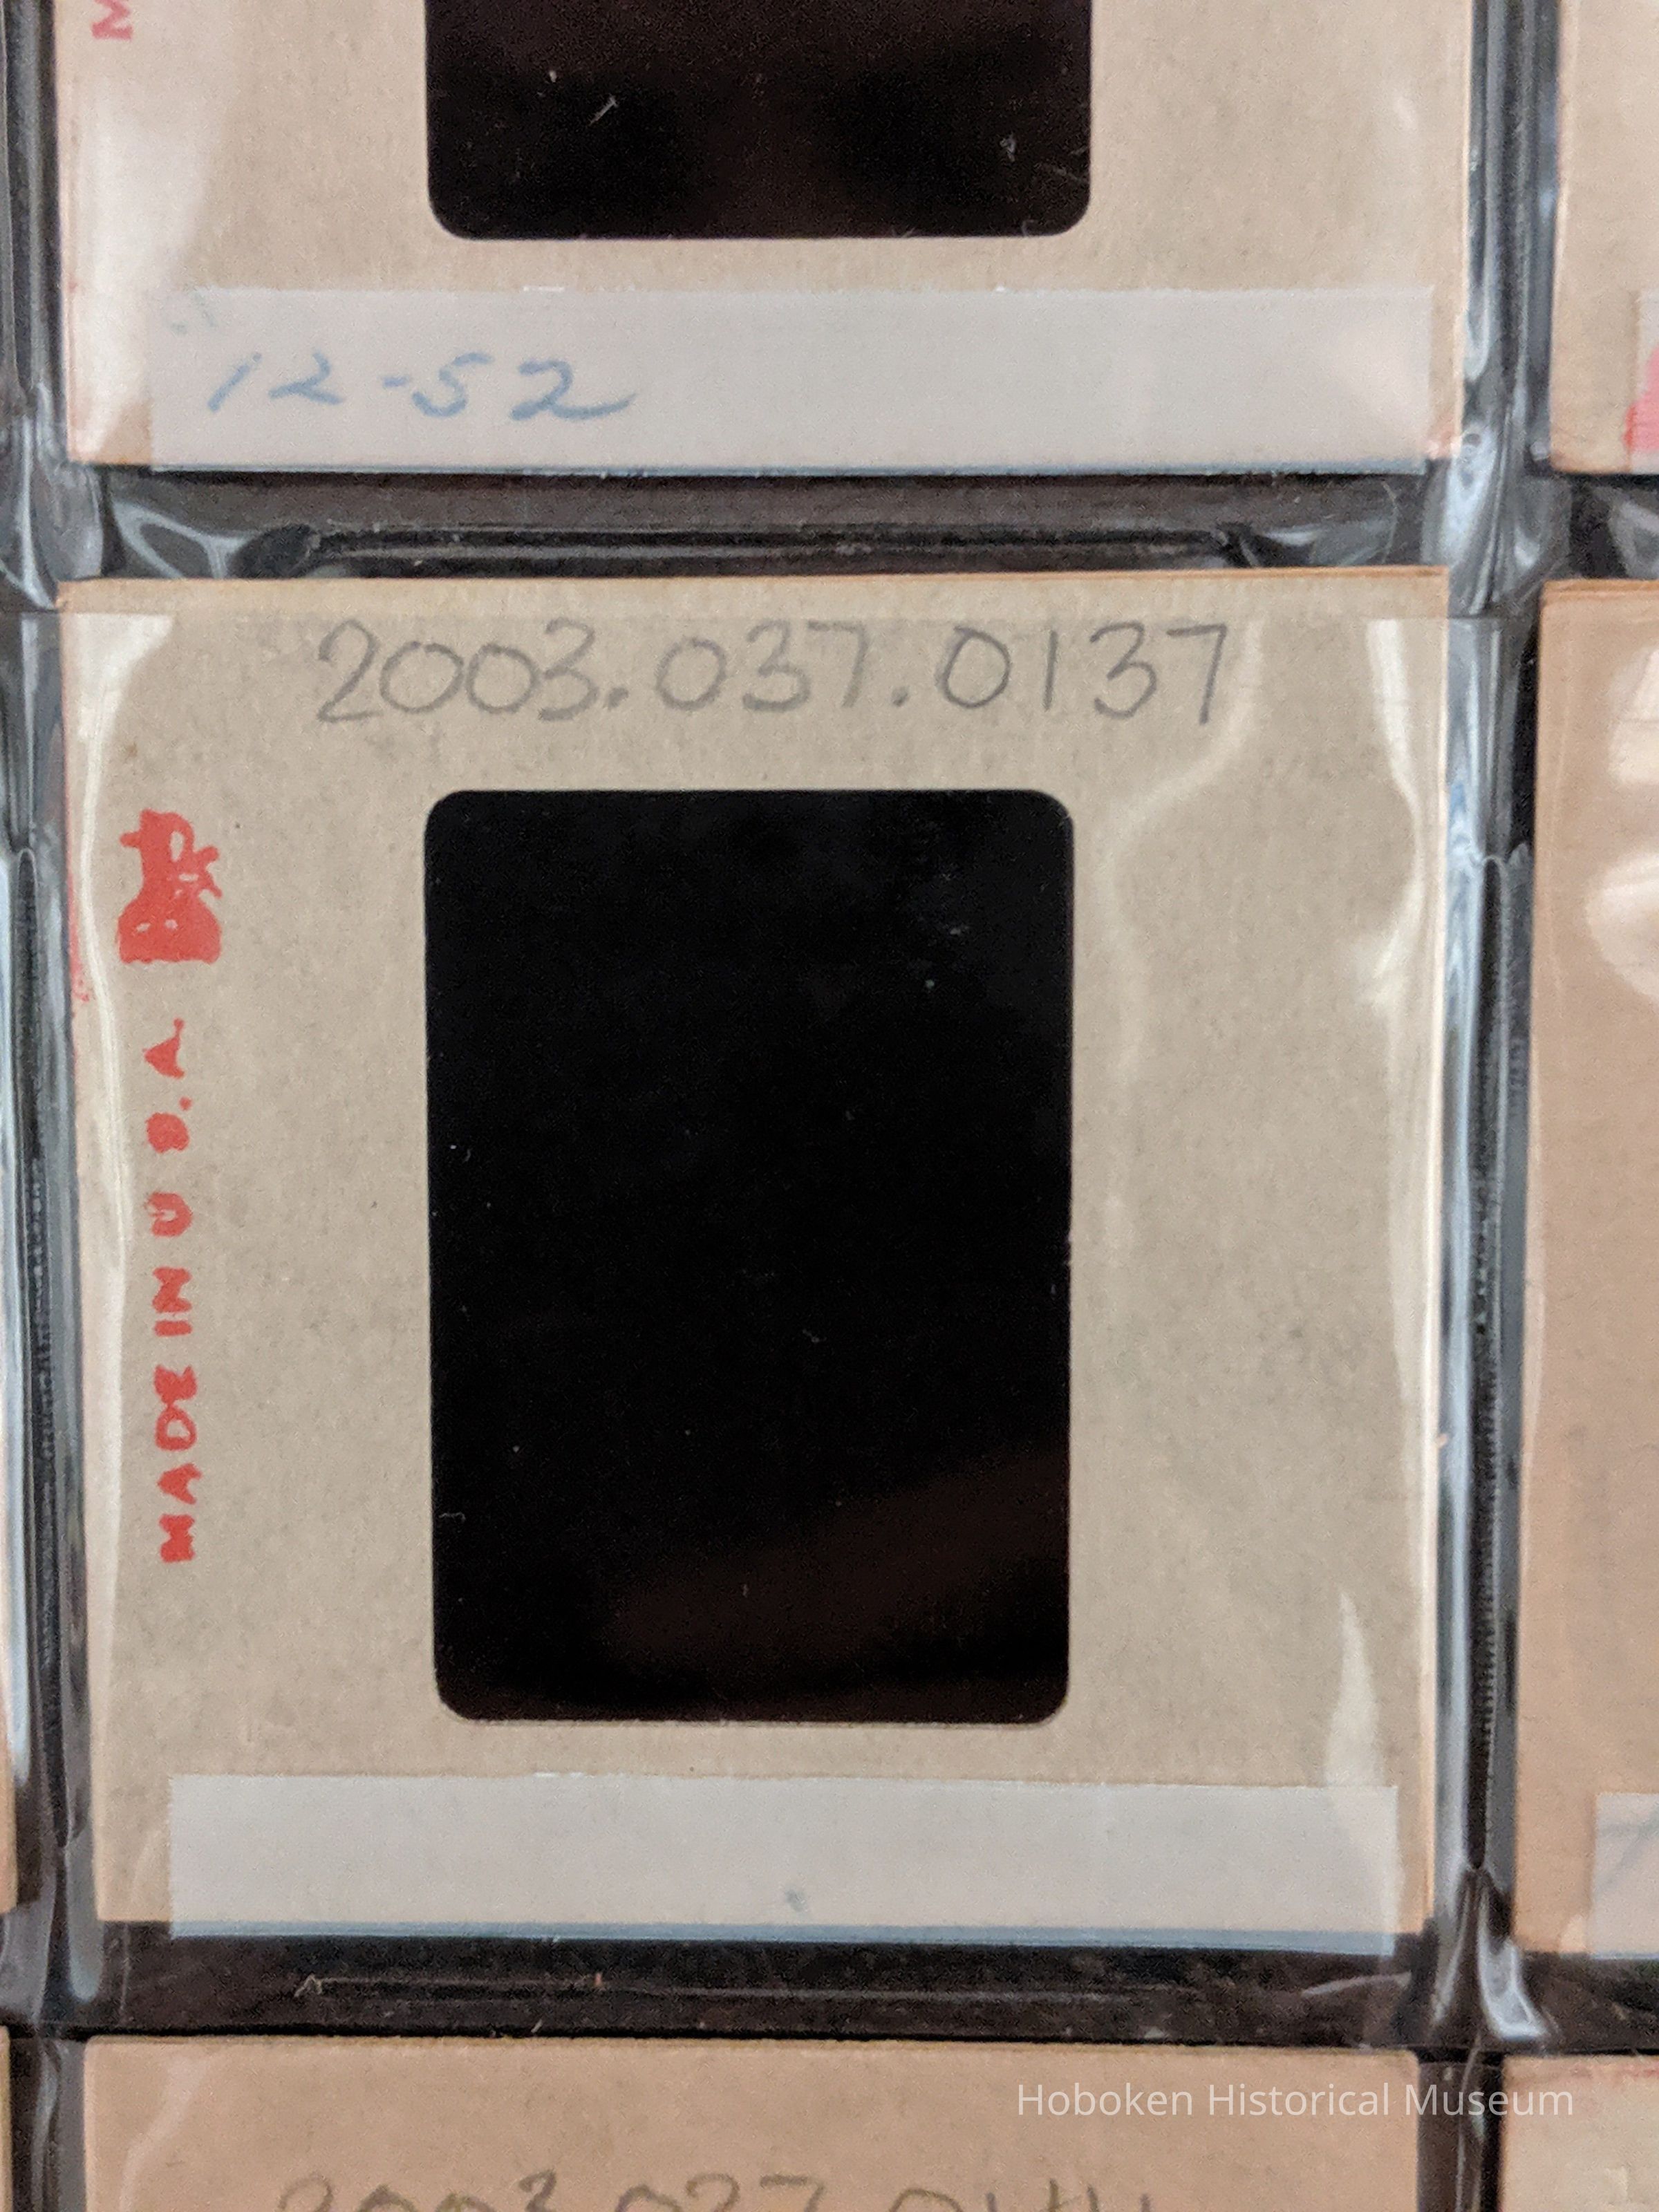 M
12-52
2003.037.0137
MADE IN U.S.A.
Hoboken Historical Museum